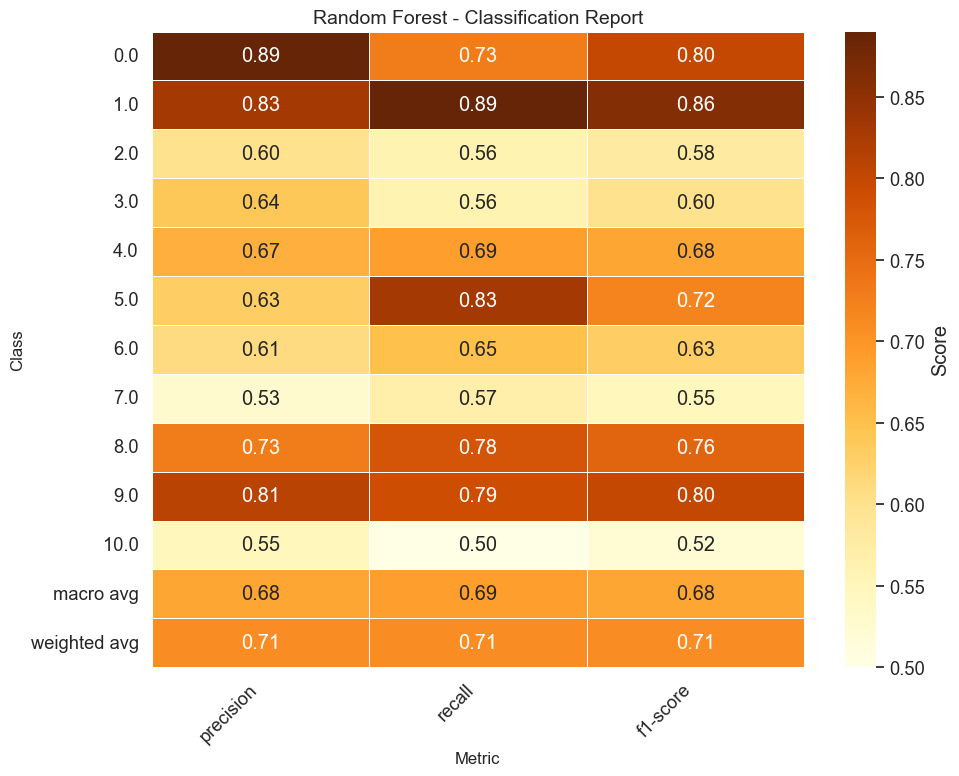 Random Forest - Classification Report
0.0 0.89 0.73 0.80
1.0 0.83 0.89 0.86
2.0 0.60 0.56 0.58
3.0 0.64 0.56 0.60
4.0 0.67 0.69 0.68
5.0 0.63 0.83 0.72
6.0 0.61 0.65 0.63
7.0 0.53 0.57 0.55
8.0 0.73 0.78 0.76
9.0 0.81 0.79 0.80
10.0 0.55 0.50 0.52
macro avg 0.68 0.69 0.68
weighted avg 0.71 0.71 0.71
precision recall f1-score
Metric
Class
0.85
0.80
0.75
0.70
0.65
0.60
0.55
0.50
Score